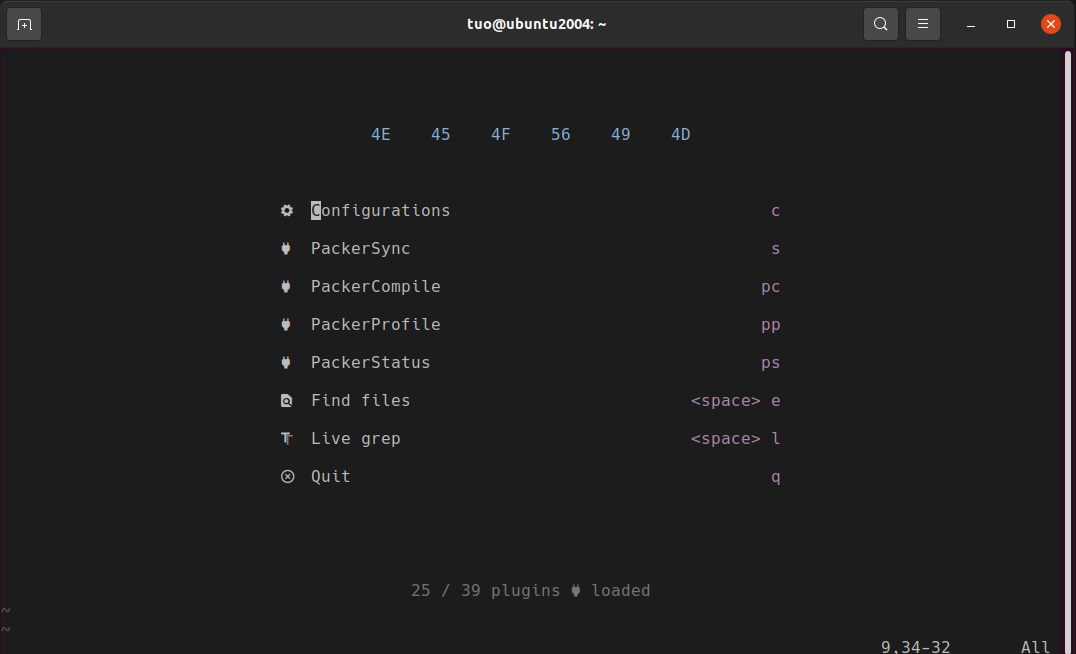 tuo@ubuntu2004: ~
4E 45 4F 56 49 4D
Configurations c
PackerSync s
PackerCompile pc
PackerProfile pp
PackerStatus ps
Find files <space> e
Live grep <space> l
Quit q
25 / 39 plugins loaded
~
~
9,34-32 All